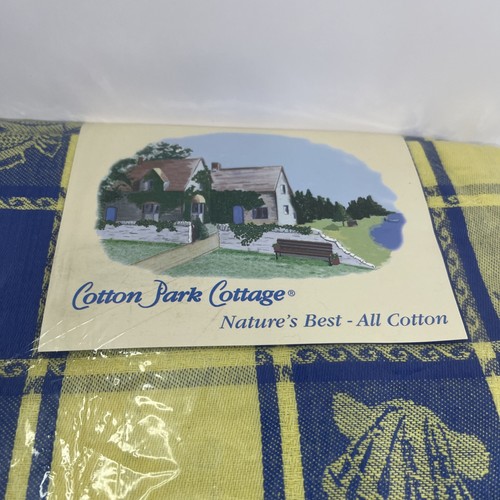 Cotton Park Cottage®
Nature's Best - All Cotton